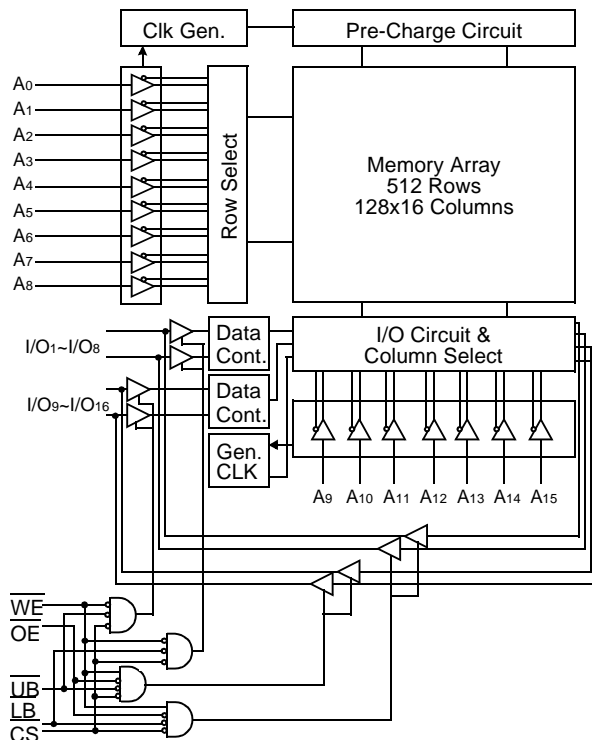 Clk Gen.
Pre-Charge Circuit
A0
A1
A2
A3
A4
A5
A6
A7
A8
Row Select
Memory Array
512 Rows
128x16 Columns
I/O1~I/O8
Data
Cont.
I/O Circuit &
Column Select
I/O9~I/O16
Data
Cont.
Gen.
CLK
A9 A10 A11 A12 A13 A14 A15
WE
OE
UB
LB
CS